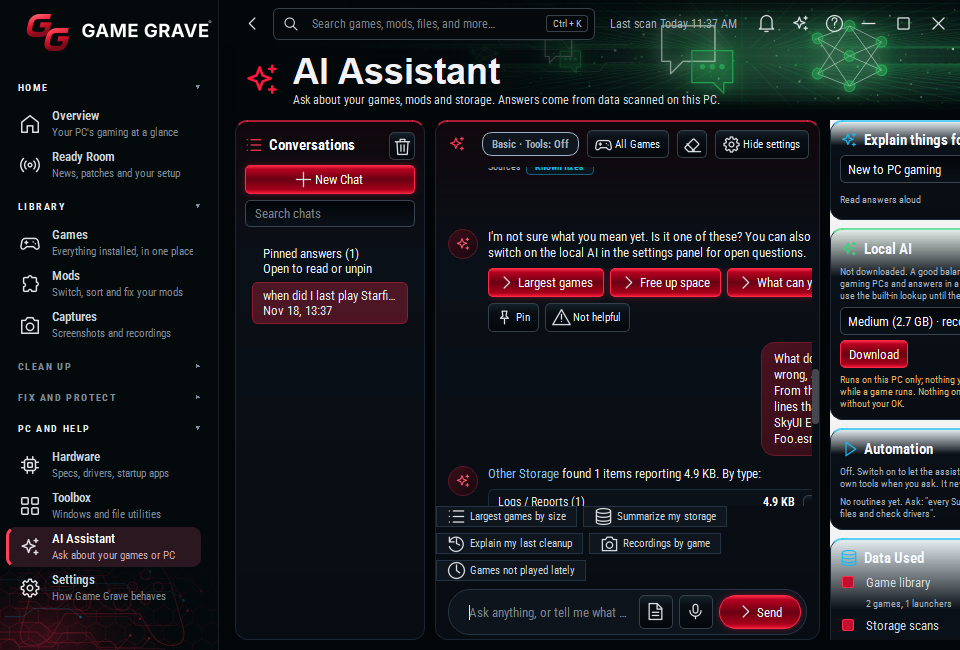 GAME GRAVE
Search games, mods, files, and more...
Ctrl + K
Last scan Today 11:37 AM
AI Assistant
Ask about your games, mods and storage. Answers come from data scanned on this PC.
HOME
Overview
Your PC's gaming at a glance
Ready Room
News, patches and your setup
LIBRARY
Games
Everything installed, in one place
Mods
Switch, sort and fix your mods
Captures
Screenshots and recordings
CLEAN UP
FIX AND PROTECT
PC AND HELP
Hardware
Specs, drivers, startup apps
Toolbox
Windows and file utilities
AI Assistant
Ask about your games or PC
Settings
How Game Grave behaves
Conversations
New Chat
Search chats
Pinned answers (1)
Open to read or unpin
when did I last play Starfi...
Nov 18, 13:37
Basic · Tools: Off
All Games
Hide settings
Sources
Known fixes
I'm not sure what you mean yet. Is it one of these? You can also
switch on the local AI in the settings panel for open questions.
Largest games
Free up space
What can y
Pin
Not helpful
What do
wrong,
From th
lines th
SkyUI E
Foo.esm
Other Storage found 1 items reporting 4.9 KB. By type:
Logs / Reports (1)
4.9 KB
Largest games by size
Summarize my storage
Explain my last cleanup
Recordings by game
Games not played lately
Ask anything, or tell me what ...
Send
Explain things fo
New to PC gaming
Read answers aloud
Local AI
Not downloaded. A good balan
gaming PCs and answers in a
use the built-in lookup until the
Medium (2.7 GB) · reco
Download
Runs on this PC only; nothing y
while a game runs. Nothing on
without your OK.
Automation
Off. Switch on to let the assist
own tools when you ask. It nev
No routines yet. Ask: "every Su
files and check drivers".
Data Used
Game library
2 games, 1 launchers
Storage scans